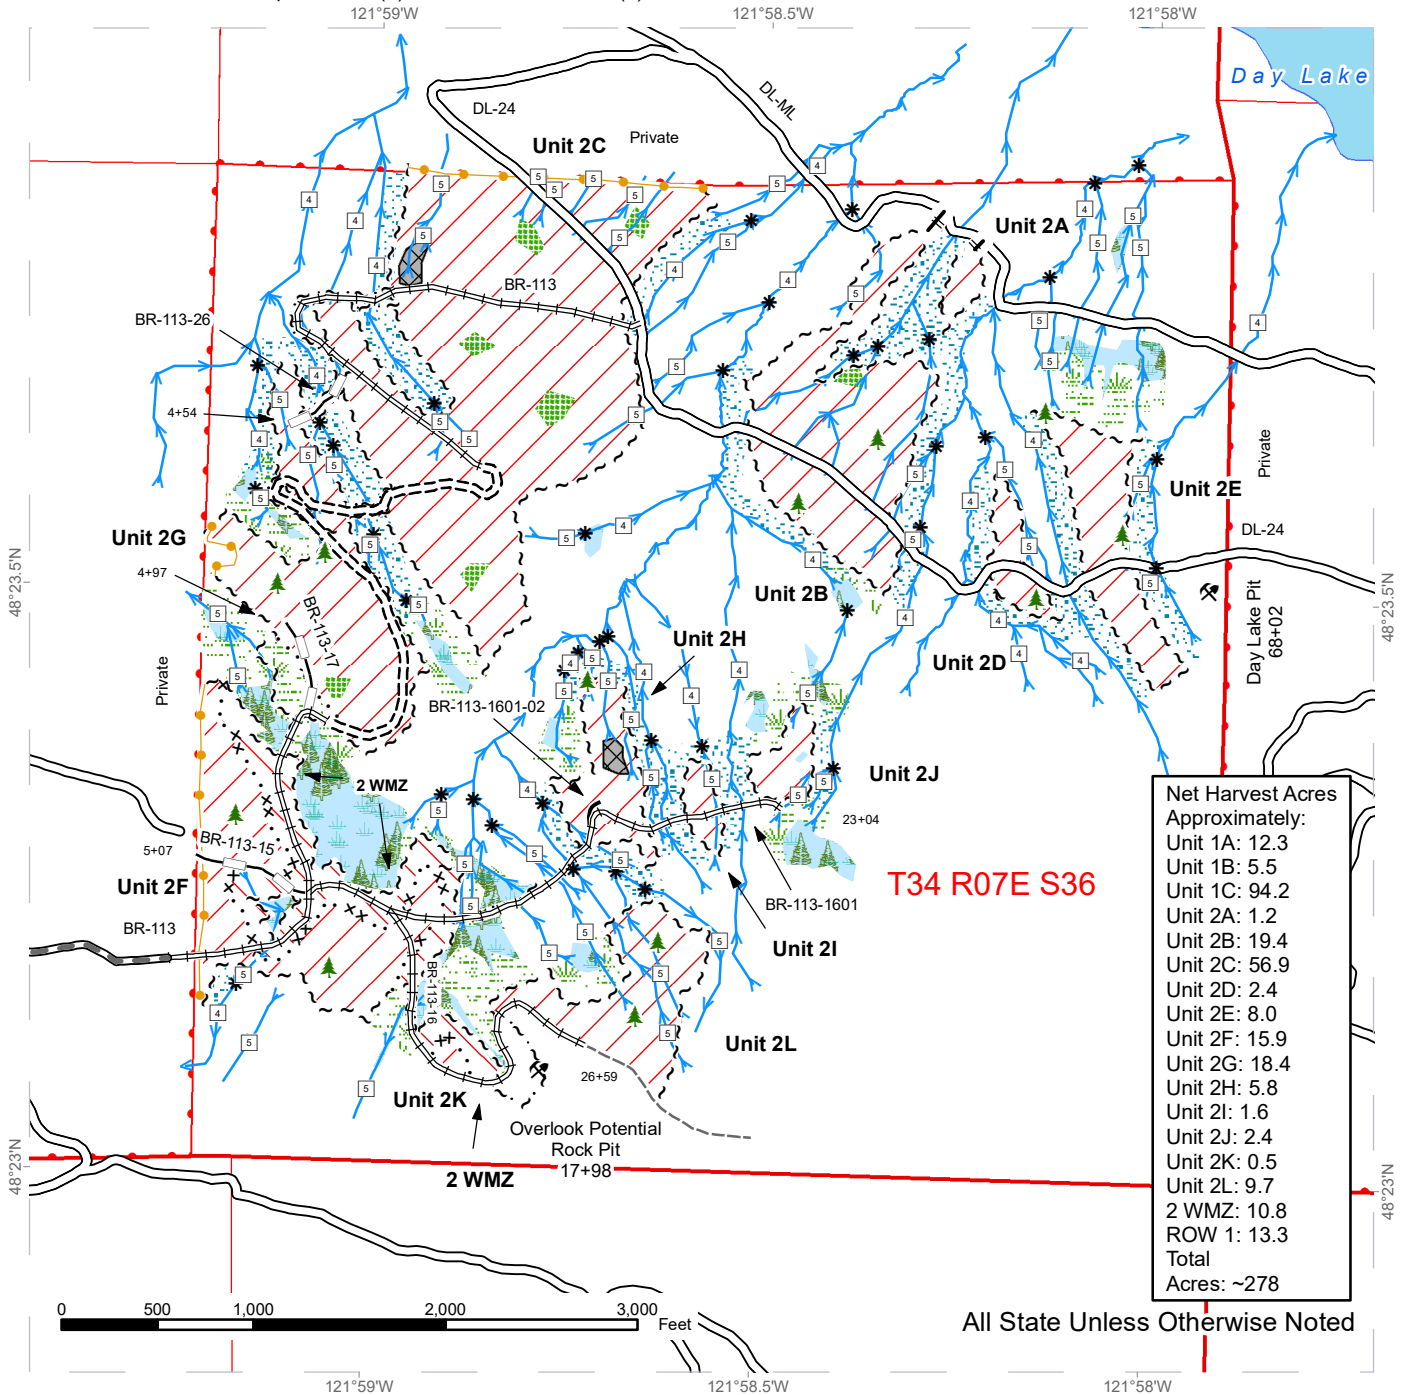 121°59'W
121°58.5'W
121°58'W
Day Lake
DL-24
DL-ML
Unit 2C
Private
Unit 2A
BR-113
BR-113-26
4+54
Unit 2E
Private
DL-24
Unit 2G
4+97
48°23.5'N
48°23.5'N
Unit 2B
BR-113-17
Unit 2H
Unit 2D
Day Lake Pit
68+02
Private
BR-113-1601-02
2 WMZ
Unit 2J
23+04
BR-113-15
5+07
Unit 2F
BR-113
T34 R07E S36
BR-113-1601
Unit 2I
BR-113-16
Unit 2L
26+59
Unit 2K
Overlook Potential
Rock Pit
17+98
2 WMZ
48°23'N
48°23'N
Net Harvest Acres
Approximately:
Unit 1A: 12.3
Unit 1B: 5.5
Unit 1C: 94.2
Unit 2A: 1.2
Unit 2B: 19.4
Unit 2C: 56.9
Unit 2D: 2.4
Unit 2E: 8.0
Unit 2F: 15.9
Unit 2G: 18.4
Unit 2H: 5.8
Unit 2I: 1.6
Unit 2J: 2.4
Unit 2K: 0.5
Unit 2L: 9.7
2 WMZ: 10.8
ROW 1: 13.3
Total
Acres: ~278
0 500 1,000 2,000 3,000
Feet
All State Unless Otherwise Noted
121°59'W
121°58.5'W
121°58'W